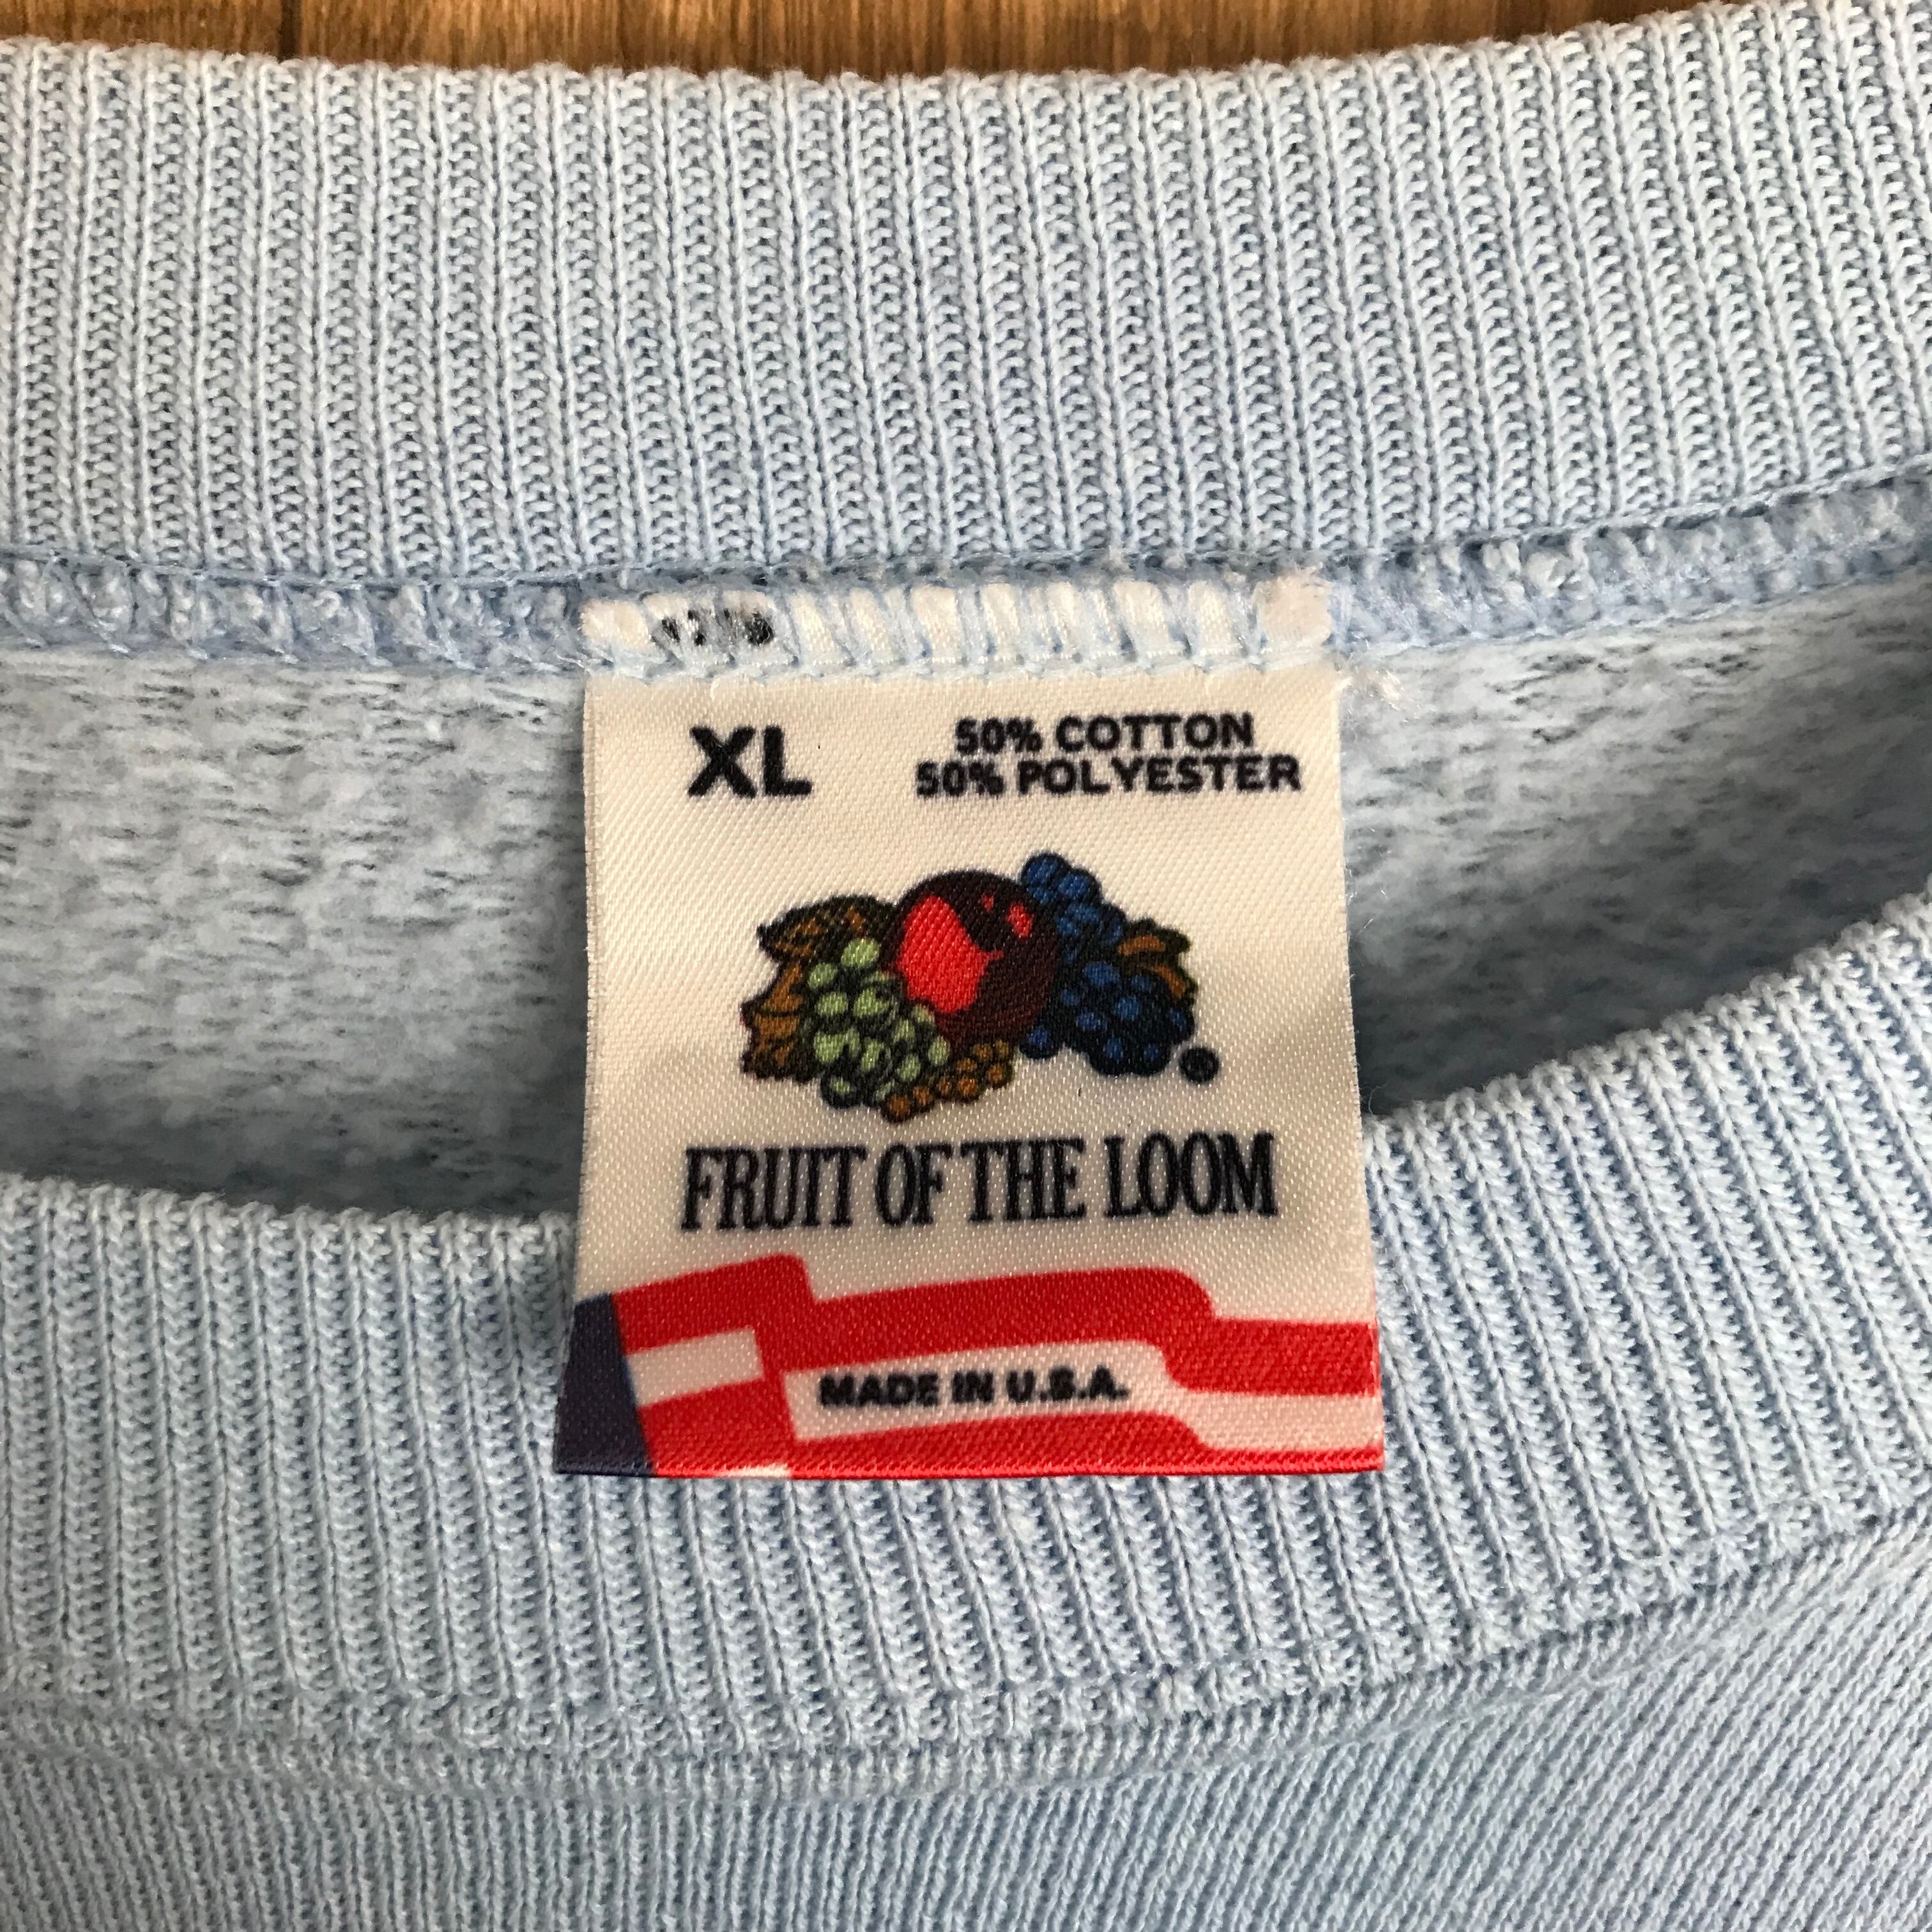 XL
50% COTTON
50% POLYESTER
®
FRUIT OF THE LOOM
MADE IN U.S.A.